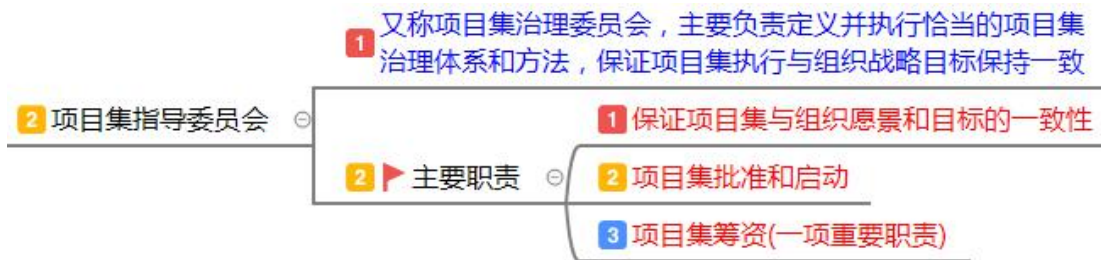 1 又称项目集治理委员会，主要负责定义并执行恰当的项目集
治理体系和方法，保证项目集执行与组织战略目标保持一致
2 项目集指导委员会
1 保证项目集与组织愿景和目标的一致性
2 主要职责
2 项目集批准和启动
3 项目集筹资(一项重要职责)